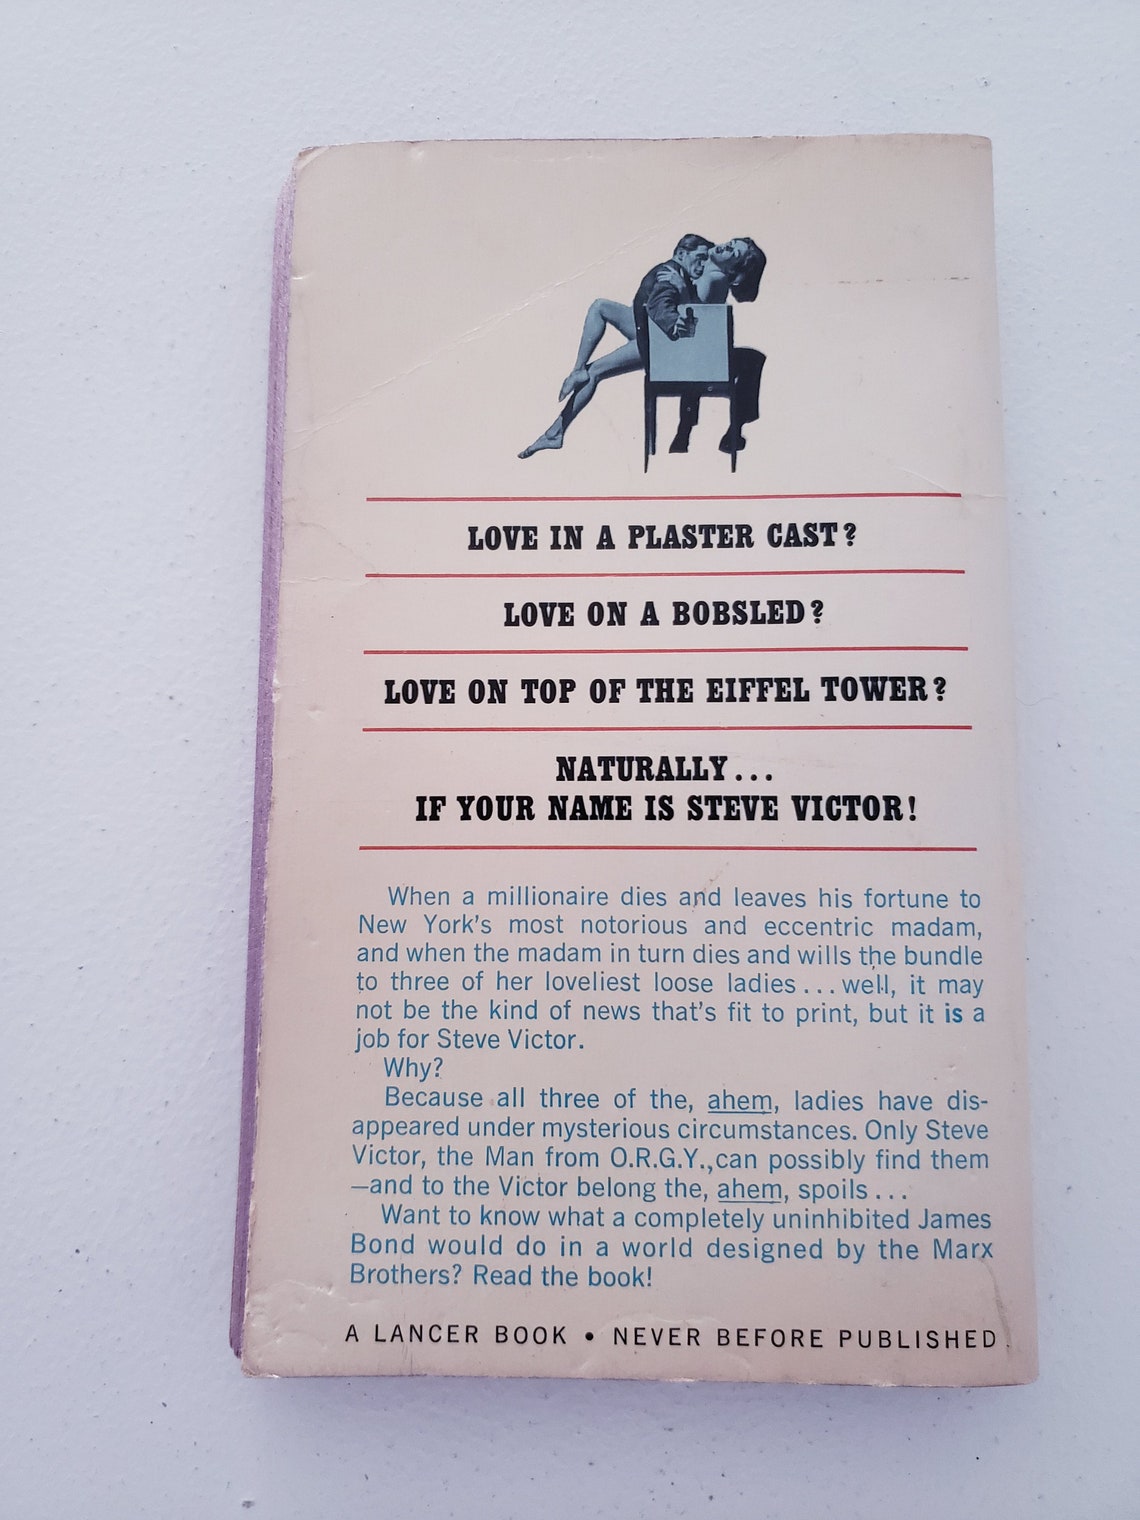 LOVE IN A PLASTER CAST?
LOVE ON A BOBSLED?
LOVE ON TOP OF THE EIFFEL TOWER?
NATURALLY...
IF YOUR NAME IS STEVE VICTOR!
When a millionaire dies and leaves his fortune to
New York's most notorious and eccentric madam,
and when the madam in turn dies and wills the bundle
to three of her loveliest loose ladies... well, it may
not be the kind of news that's fit to print, but it is a
job for Steve Victor.
Why?
Because all three of the, ahem, ladies have dis-
appeared under mysterious circumstances. Only Steve
Victor, the Man from O.R.G.Y.,can possibly find them
—and to the Victor belong the, ahem, spoils...
Want to know what a completely uninhibited James
Bond would do in a world designed by the Marx
Brothers? Read the book!
A LANCER BOOK • NEVER BEFORE PUBLISHED